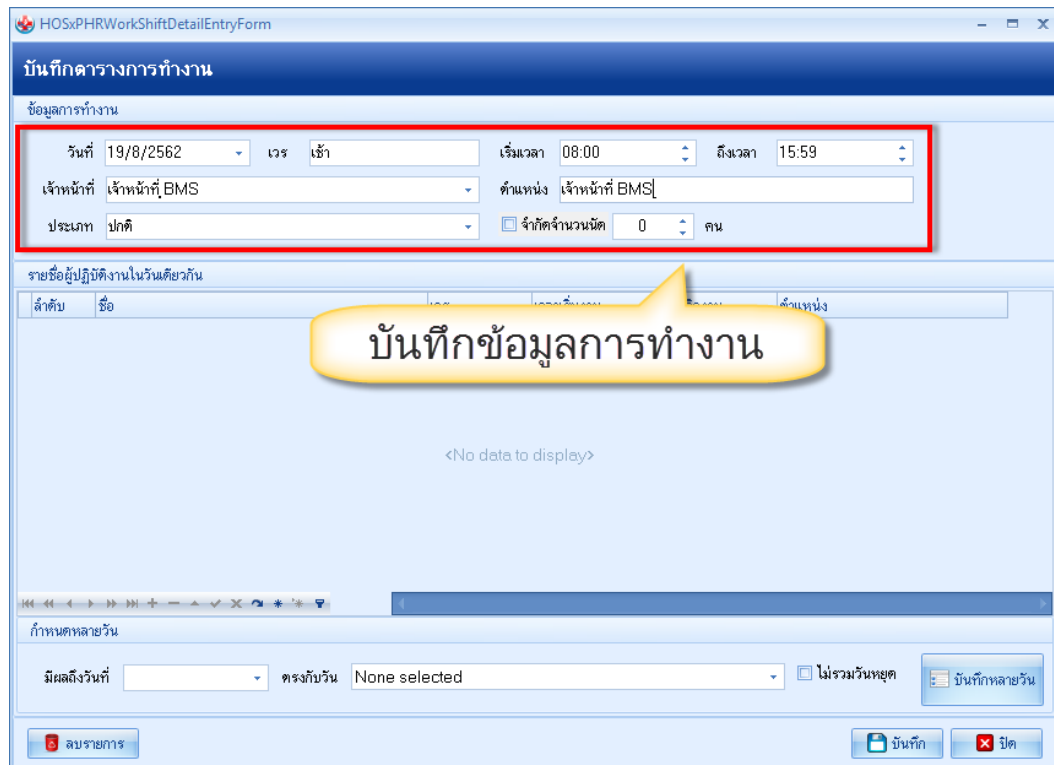 HOSxPHRWorkShiftDetailEntryForm
บันทึกตารางการทำงาน
ข้อมูลการทำงาน
วันที่ 19/8/2562 เวร เช้า เริ่มเวลา 08:00 ถึงเวลา 15:59
เจ้าหน้าที่ เจ้าหน้าที่ BMS ตำแหน่ง เจ้าหน้าที่ BMS
ประเภท ปกติ จำกัดจำนวนนัด 0 คน
รายชื่อผู้ปฏิบัติงานในวันเดียวกัน
ลำดับ ชื่อ ตำแหน่ง
บันทึกข้อมูลการทำงาน
<No data to display>
กำหนดหลายวัน
มีผลถึงวันที่ ตรงกับวัน None selected ไม่รวมวันหยุด บันทึกหลายวัน
ลบรายการ บันทึก ปิด